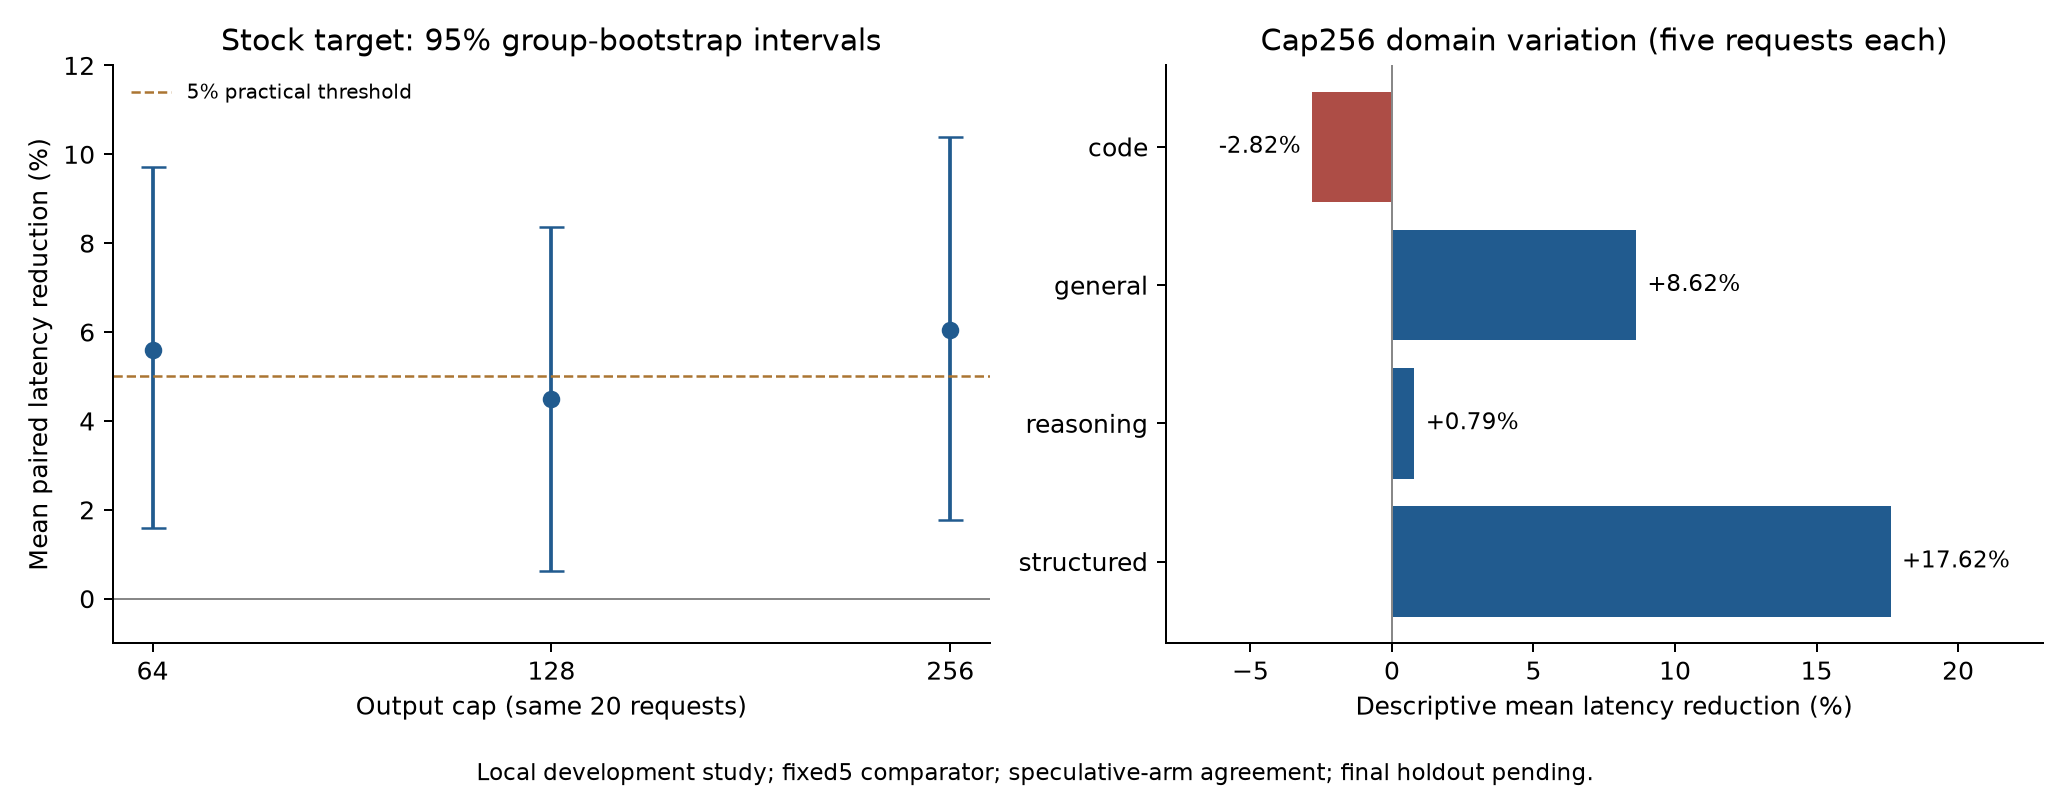 Stock target: 95% group-bootstrap intervals
12
10
8
6
4
2
0
Mean paired latency reduction (%)
5% practical threshold
64
128
256
Output cap (same 20 requests)
Cap256 domain variation (five requests each)
code
general
reasoning
structured
-2.82%
+8.62%
+0.79%
+17.62%
−5
0
5
10
15
20
Descriptive mean latency reduction (%)
Local development study; fixed5 comparator; speculative-arm agreement; final holdout pending.